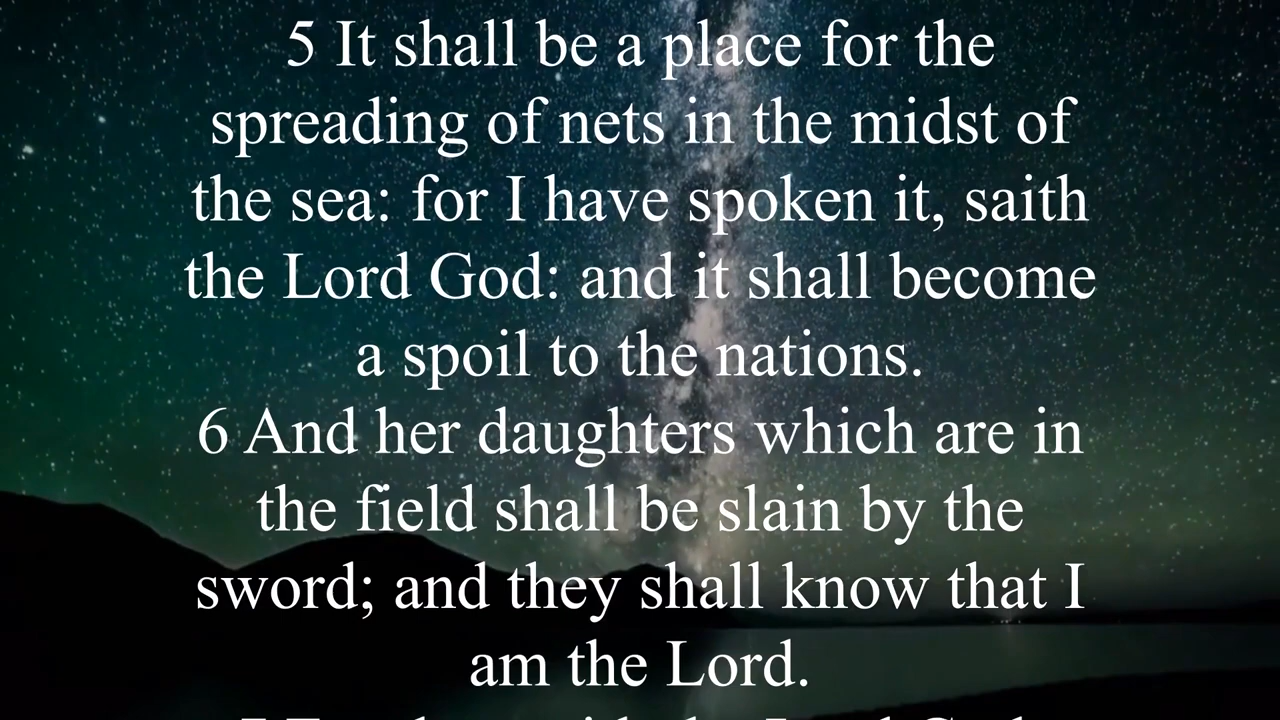 5 It shall be a place for the
spreading of nets in the midst of
the sea: for I have spoken it, saith
the Lord God: and it shall become
a spoil to the nations.
6 And her daughters which are in
the field shall be slain by the
sword; and they shall know that I
am the Lord.